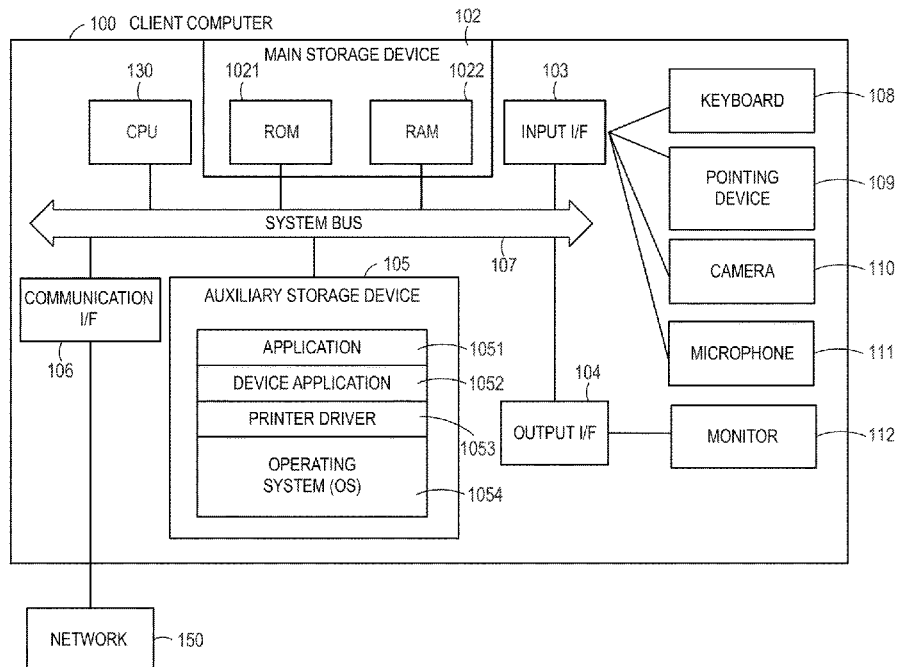 100
CLIENT COMPUTER
102
MAIN STORAGE DEVICE
130
1021
1022
103
CPU
ROM
RAM
INPUT I/F
KEYBOARD
108
POINTING
DEVICE
109
SYSTEM BUS
107
CAMERA
110
105
COMMUNICATION
I/F
106
AUXILIARY STORAGE DEVICE
APPLICATION
1051
DEVICE APPLICATION
1052
PRINTER DRIVER
1053
OPERATING
SYSTEM (OS)
1054
MICROPHONE
111
104
OUTPUT I/F
MONITOR
112
NETWORK
150